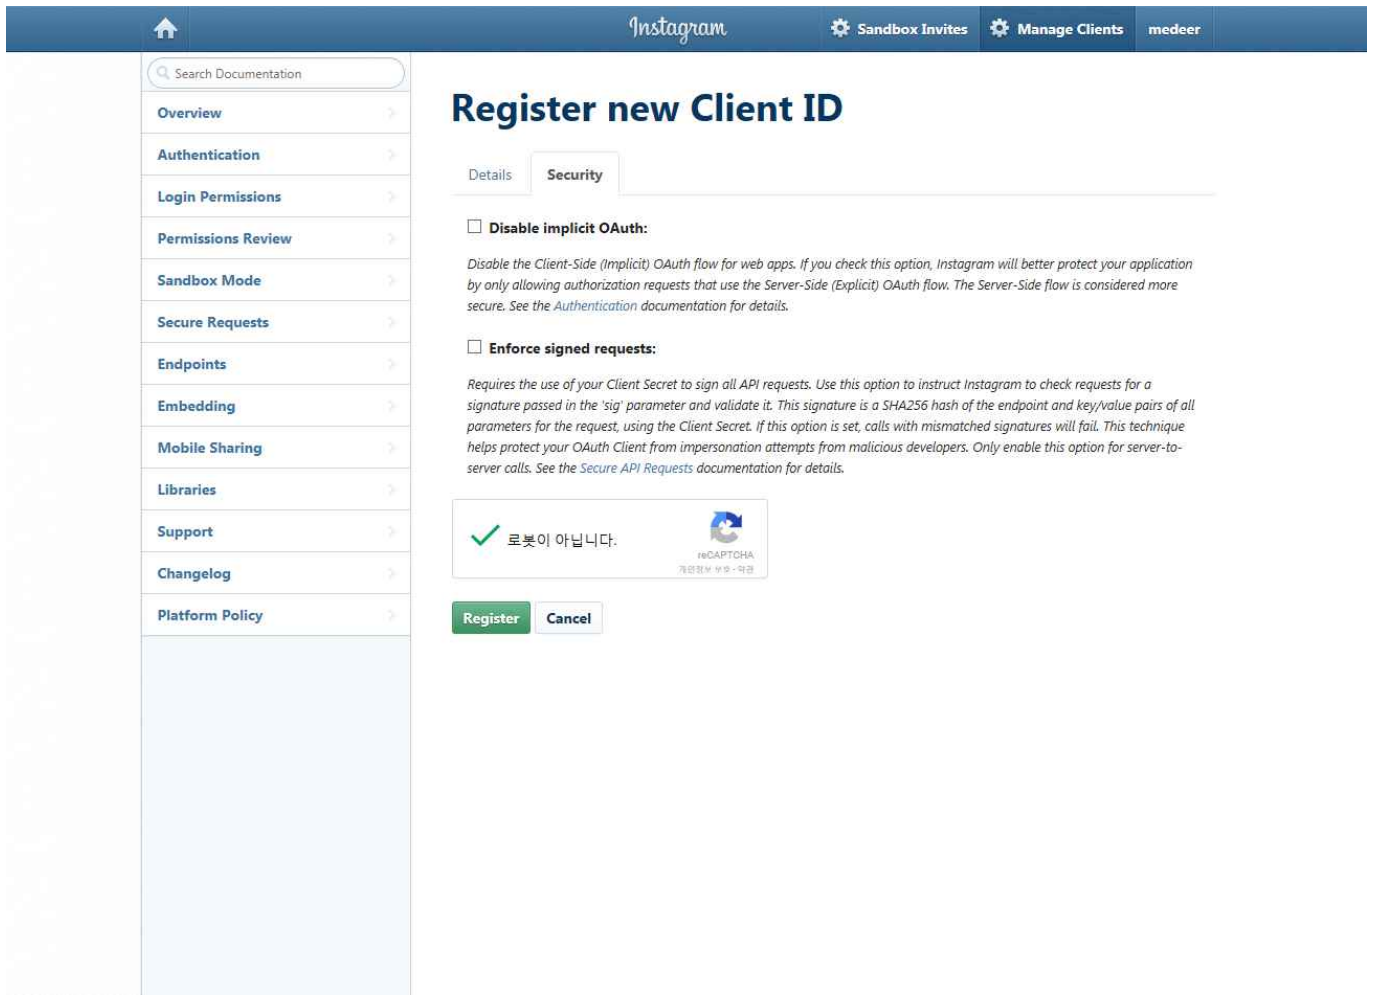 Instagram
Sandbox Invites
Manage Clients
medeer
Search Documentation
Overview
Authentication
Login Permissions
Permissions Review
Sandbox Mode
Secure Requests
Endpoints
Embedding
Mobile Sharing
Libraries
Support
Changelog
Platform Policy
Register new Client ID
Details
Security
Disable implicit OAuth:
Disable the Client-Side (Implicit) OAuth flow for web apps. If you check this option, Instagram will better protect your application
by only allowing authorization requests that use the Server-Side (Explicit) OAuth flow. The Server-Side flow is considered more
secure. See the Authentication documentation for details.
Enforce signed requests:
Requires the use of your Client Secret to sign all API requests. Use this option to instruct Instagram to check requests for a
signature passed in the 'sig' parameter and validate it. This signature is a SHA256 hash of the endpoint and key/value pairs of all
parameters for the request, using the Client Secret. If this option is set, calls with mismatched signatures will fail. This technique
helps protect your OAuth Client from impersonation attempts from malicious developers. Only enable this option for server-to-
server calls. See the Secure API Requests documentation for details.
로봇이 아닙니다.
reCAPTCHA
개인정보 보호 - 약관
Register
Cancel